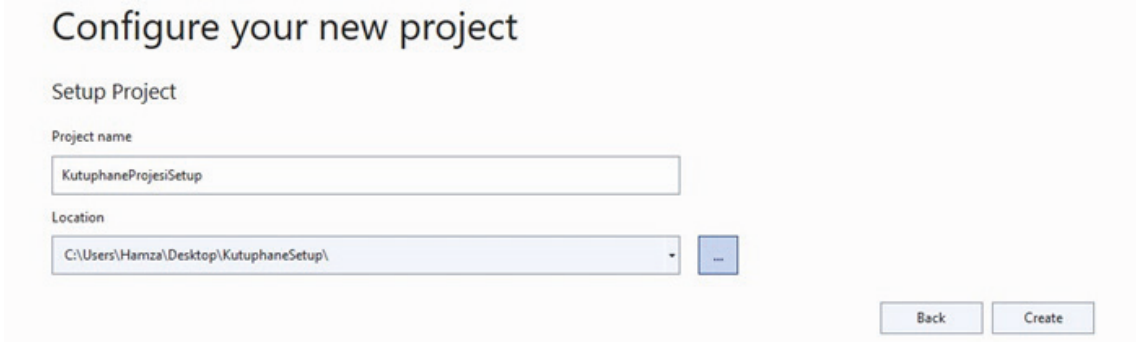 Configure your new project
Setup Project
Project name
KutuphaneProjesiSetup
Location
C:\Users\Hamza\Desktop\KutuphaneSetup\
...
Back Create